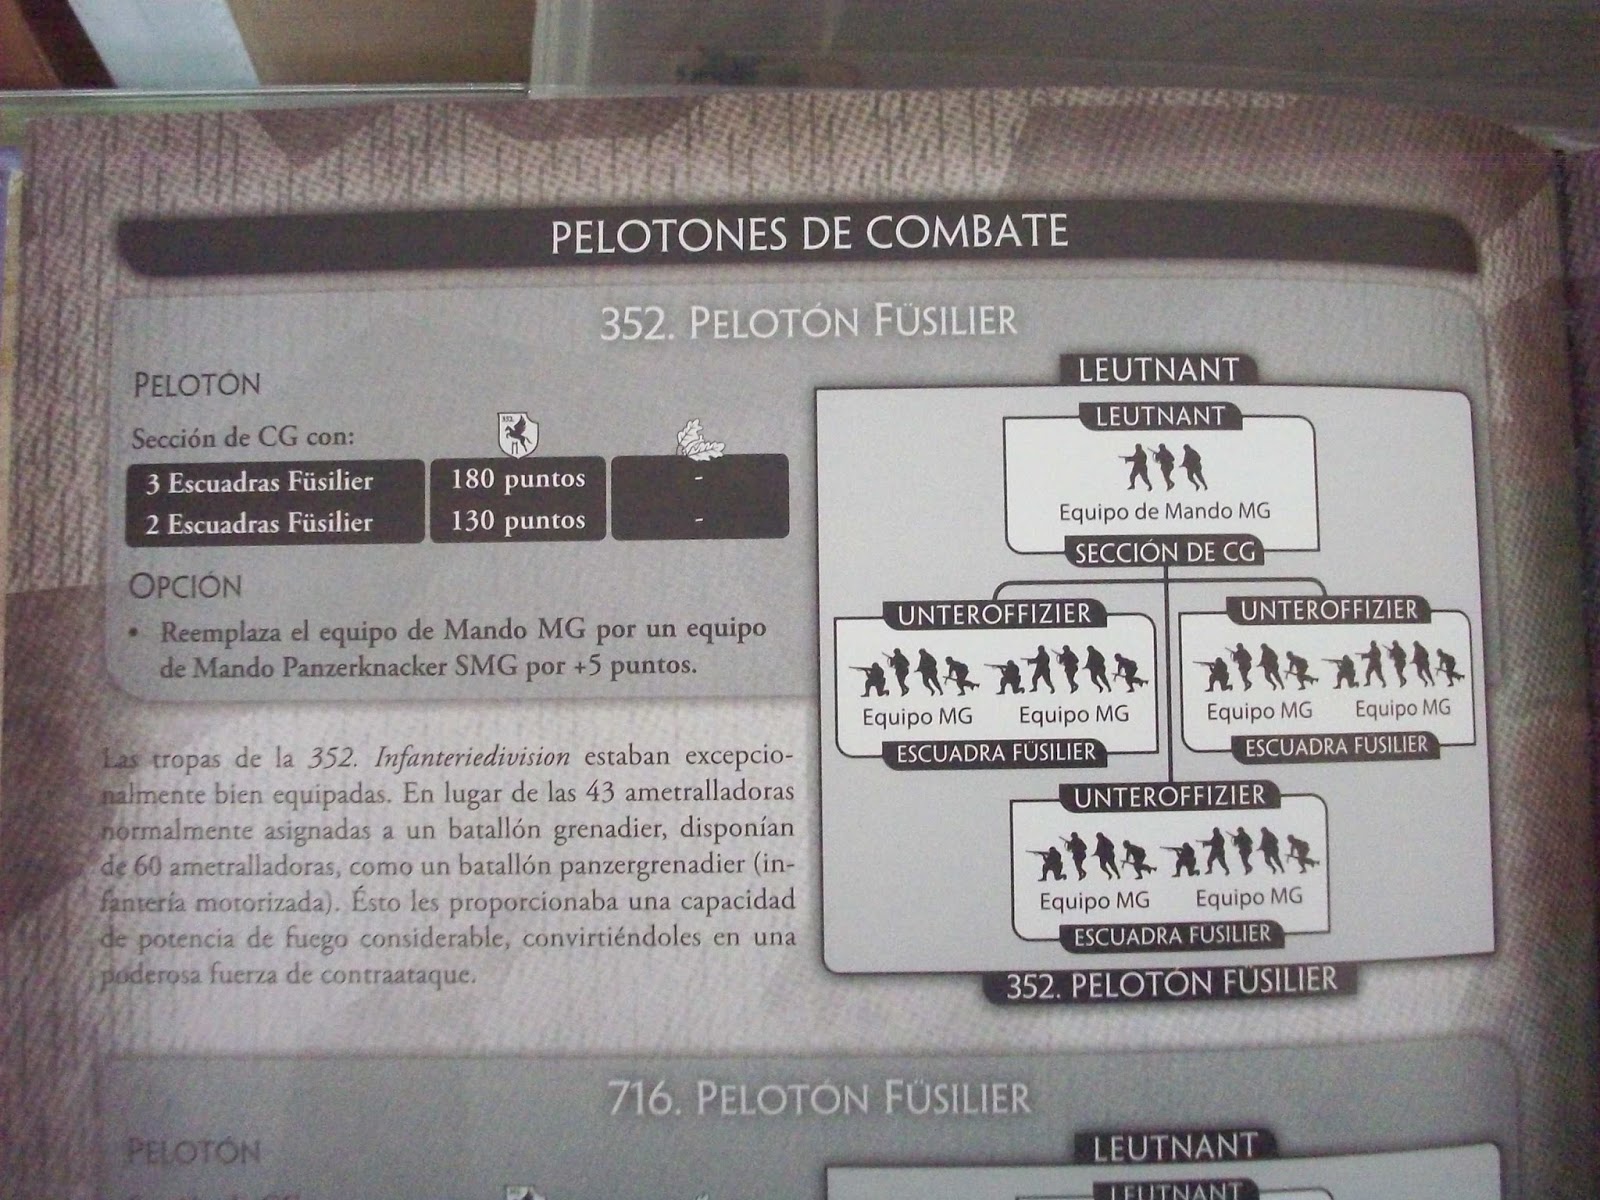 PELOTONES DE COMBATE
352. PELOTÓN FÜSILIER
PELOTÓN
Sección de CG con:
352.
3 Escuadras Füsilier 180 puntos -
2 Escuadras Füsilier 130 puntos -
OPCIÓN
• Reemplaza el equipo de Mando MG por un equipo
de Mando Panzerknacker SMG por +5 puntos.
Las tropas de la 352. Infanteriedivision estaban excepcio-
nalmente bien equipadas. En lugar de las 43 ametralladoras
normalmente asignadas a un batallón grenadier, disponían
de 60 ametralladoras, como un batallón panzergrenadier (in-
fantería motorizada). Ésto les proporcionaba una capacidad
de potencia de fuego considerable, convirtiéndoles en una
poderosa fuerza de contraataque.
LEUTNANT
LEUTNANT
Equipo de Mando MG
SECCIÓN DE CG
UNTEROFFIZIER
Equipo MG Equipo MG
ESCUADRA FÜSILIER
UNTEROFFIZIER
Equipo MG Equipo MG
ESCUADRA FÜSILIER
UNTEROFFIZIER
Equipo MG Equipo MG
ESCUADRA FUSILIER
352. PELOTÓN FÜSILIER
716. PELOTÓN FÜSILIER
PELOTÓN
LEUTNANT
LEUTNANT